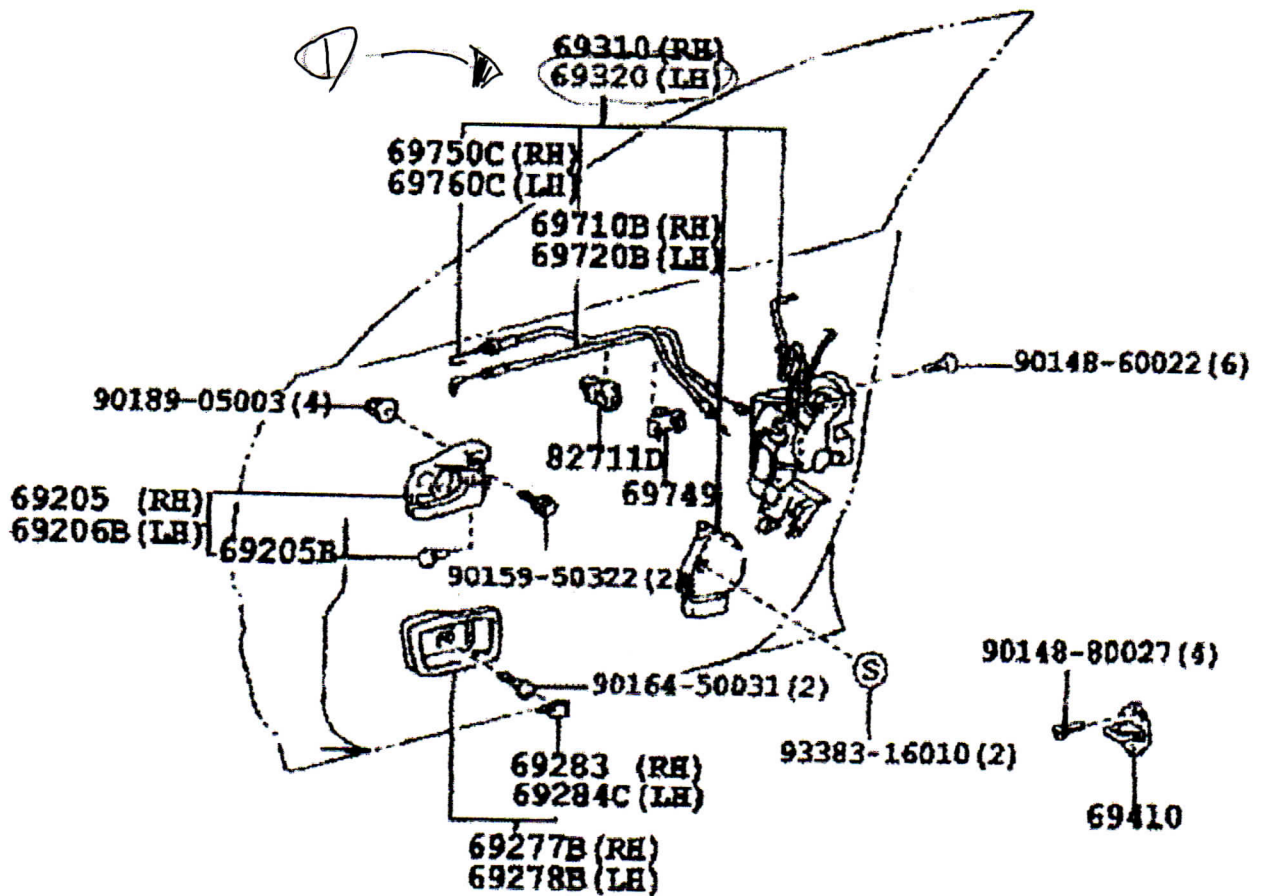 1
69310 (RH)
69320 (LH)
69750C (RH)
69760C (LH)
69710B (RH)
69720B (LH)
90148-60022 (6)
90189-05003 (4)
82711D
69749
69205 (RH)
69206B (LH)
69205B
90159-50322 (2)
90148-80027 (4)
90164-50031 (2)
S
93383-16010 (2)
69283 (RH)
69284C (LH)
69410
69277B (RH)
69278B (LH)